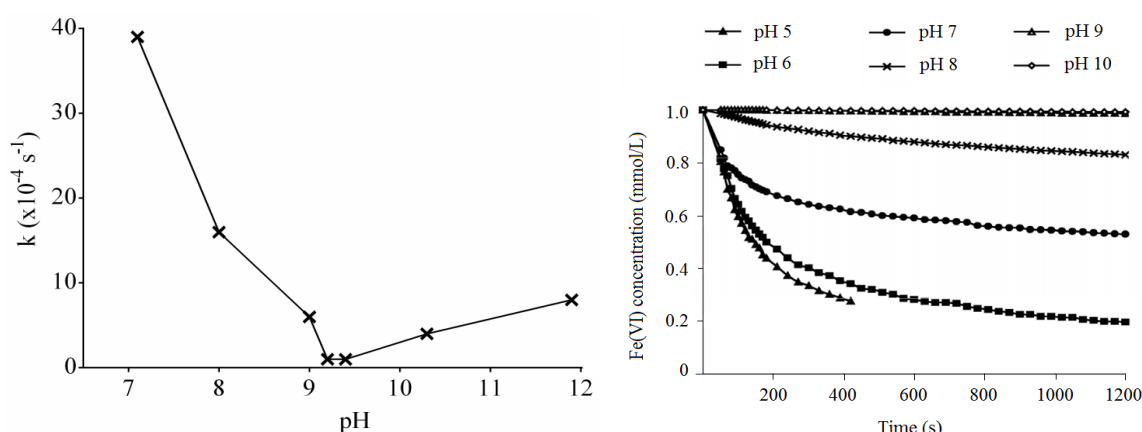 40
30
20
10
0
k (x10⁻⁴ s⁻¹)
7 8 9 10 11 12
pH
pH 5 pH 7 pH 9
pH 6 pH 8 pH 10
1.0
0.8
0.6
0.4
0.2
0
Fe(VI) concentration (mmol/L)
200 400 600 800 1000 1200
Time (s)